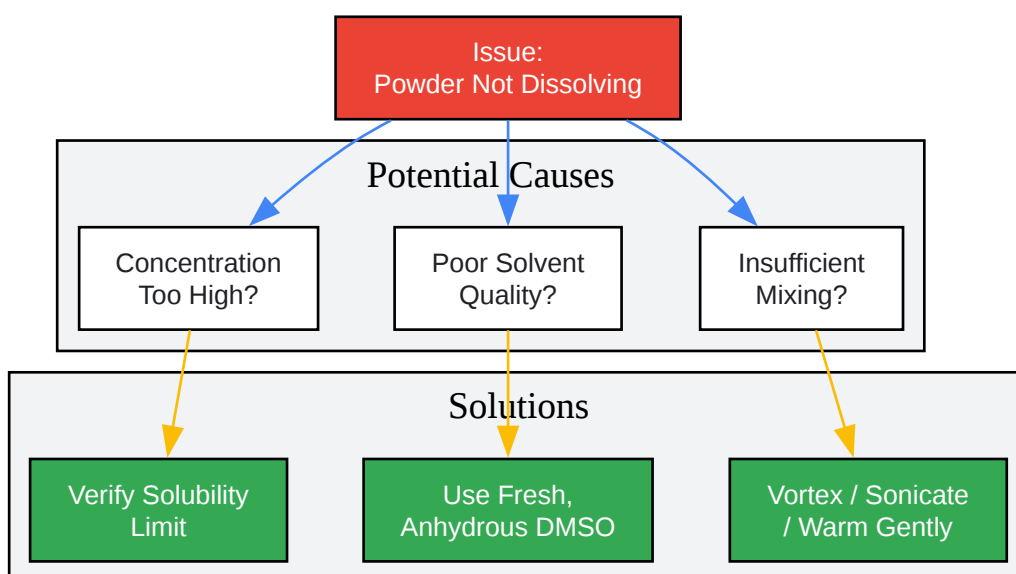 Issue:
Powder Not Dissolving
Potential Causes
Concentration
Too High?
Poor Solvent
Quality?
Insufficient
Mixing?
Solutions
Verify Solubility
Limit
Use Fresh,
Anhydrous DMSO
Vortex / Sonicate
/ Warm Gently